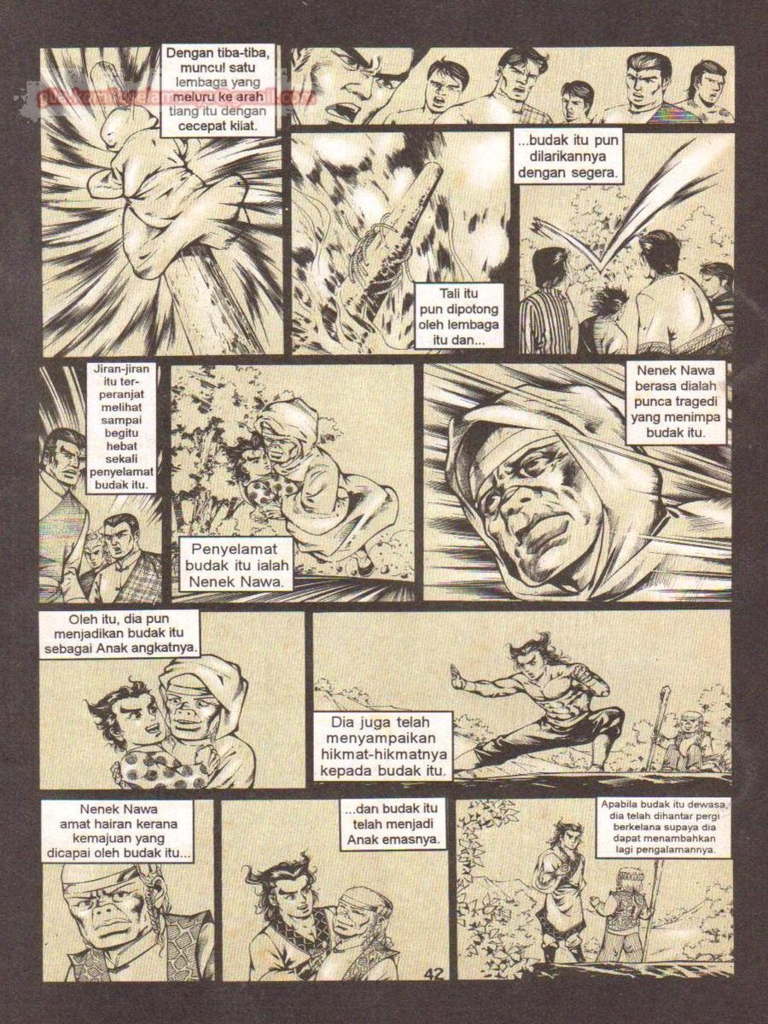 Dengan tiba-tiba,
muncul satu
lembaga yang
meluru ke arah
tiang itu dengan
cecepat kilat.
Tali itu
pun dipotong
oleh lembaga
itu dan...
...budak itu pun
dilarikannya
dengan segera.
Jiran-jiran
itu ter-
peranjat
melihat
sampai
begitu
hebat
sekali
penyelamat
budak itu.
Penyelamat
budak itu ialah
Nenek Nawa.
Nenek Nawa
berasa dialah
punca tragedi
yang menimpa
budak itu.
Oleh itu, dia pun
menjadikan budak itu
sebagai Anak angkatnya.
Dia juga telah
menyampaikan
hikmat-hikmatnya
kepada budak itu.
Nenek Nawa
amat hairan kerana
kemajuan yang
dicapai oleh budak itu...
...dan budak itu
telah menjadi
Anak emasnya.
Apabila budak itu dewasa,
dia telah dihantar pergi
berkelana supaya dia
dapat menambahkan
lagi pengalamannya.
42